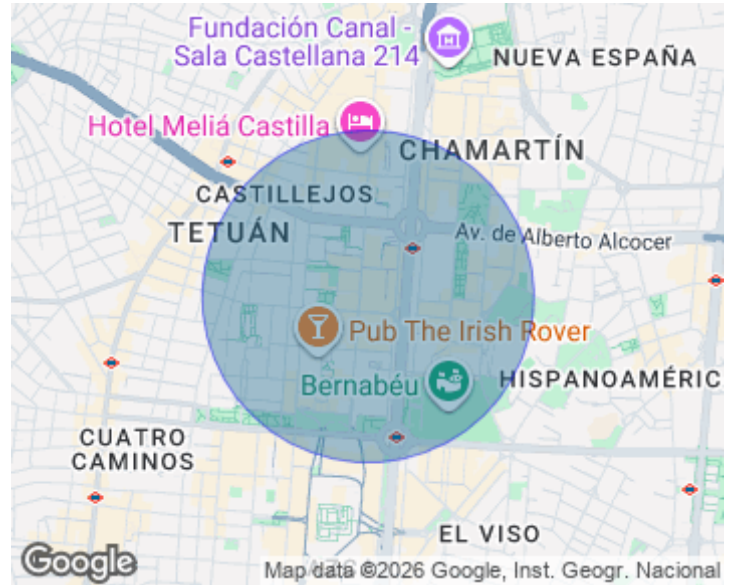 Fundación Canal -
Sala Castellana 214
NUEVA ESPAÑA
Hotel Meliá Castilla
CHAMARTÍN
CASTILLEJOS
TETUÁN
Av. de Alberto Alcocer
Pub The Irish Rover
Bernabéu
HISPANOAMÉRIC
CUATRO
CAMINOS
EL VISO
Google
Map data ©2026 Google, Inst. Geogr. Nacional